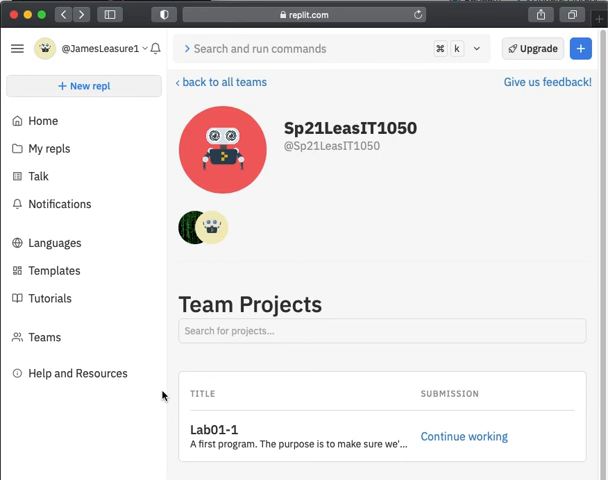 replit.com
@JamesLeasure1
Search and run commands
⌘ k
Upgrade
+
+ New repl
‹ back to all teams
Give us feedback!
Home
My repls
Talk
Notifications
Languages
Templates
Tutorials
Teams
Help and Resources
Sp21LeasIT1050
@Sp21LeasIT1050
Team Projects
Search for projects...
TITLE
SUBMISSION
Lab01-1
A first program. The purpose is to make sure we'...
Continue working